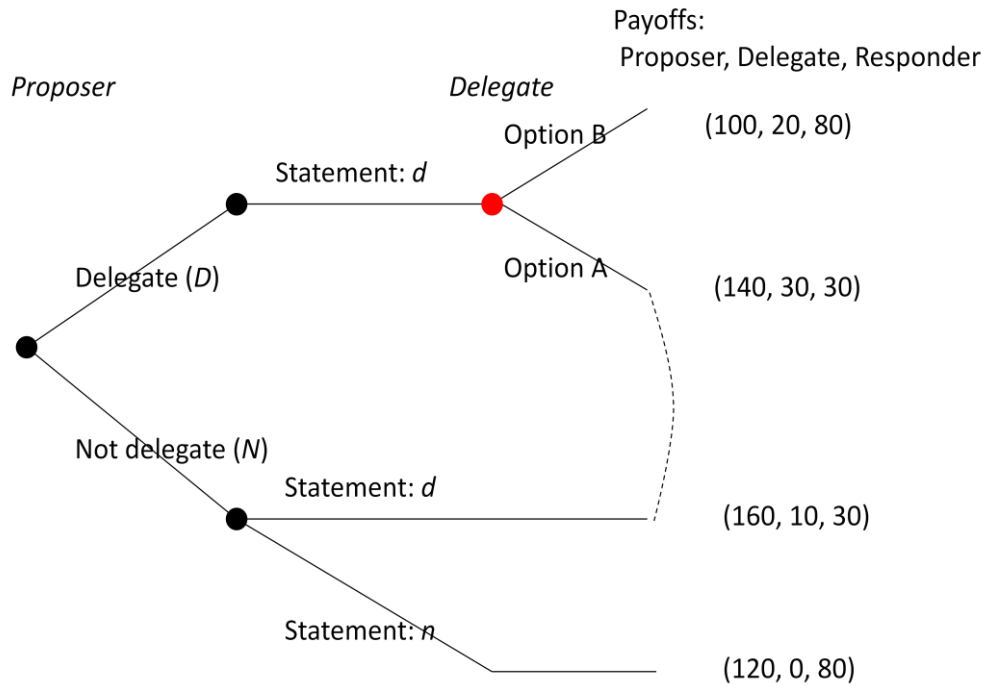 Payoffs:
Proposer, Delegate, Responder
Proposer
Delegate
Option B
(100, 20, 80)
Statement: d
Delegate (D)
Option A
(140, 30, 30)
Not delegate (N)
Statement: d
(160, 10, 30)
Statement: n
(120, 0, 80)